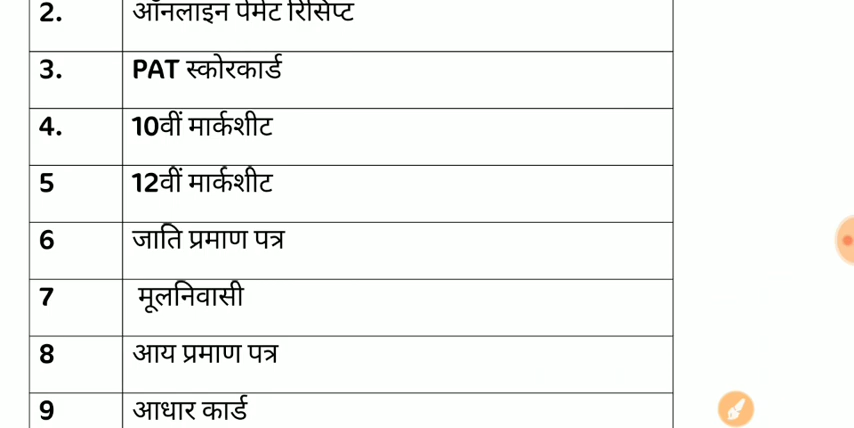 2. ऑनलाइन पेमेंट रिसिप्ट
3. PAT स्कोरकार्ड
4. 10वीं मार्कशीट
5 12वीं मार्कशीट
6 जाति प्रमाण पत्र
7 मूलनिवासी
8 आय प्रमाण पत्र
9 आधार कार्ड